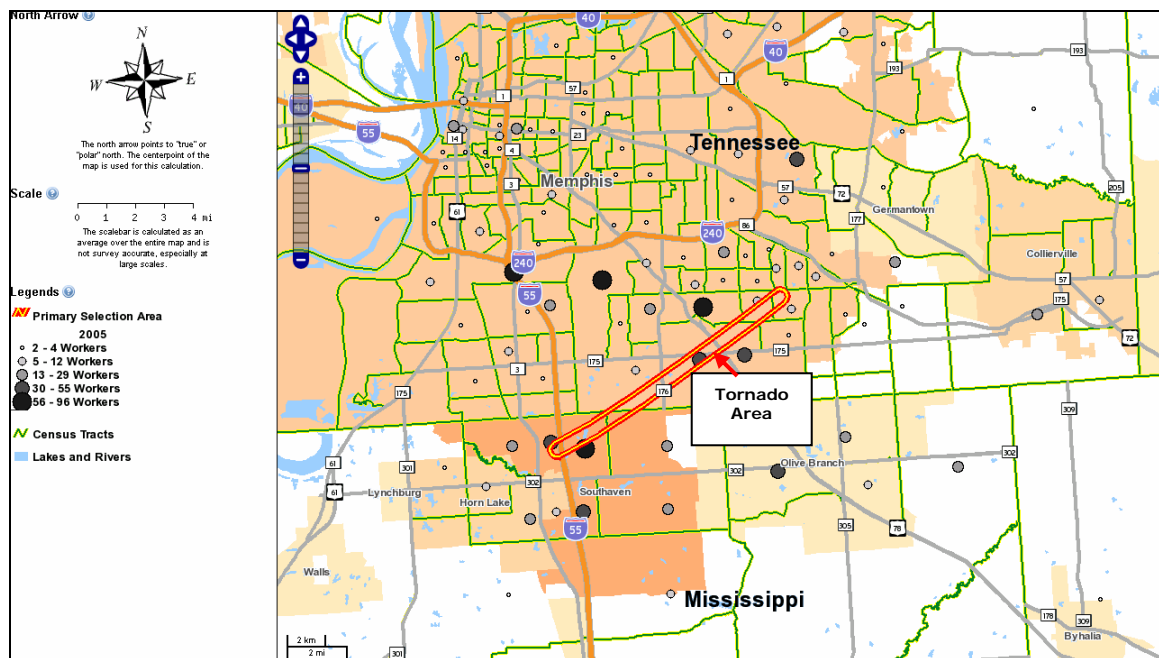 North Arrow
N
W
E
S
The north arrow points to "true" or
"polar" north. The centerpoint of the
map is used for this calculation.
Scale
0 1 2 3 4 mi
The scalebar is calculated as an
average over the entire map and is
not survey accurate, especially at
large scales.
Legends
Primary Selection Area
2005
2 - 4 Workers
5 - 12 Workers
13 - 29 Workers
30 - 55 Workers
56 - 96 Workers
Census Tracts
Lakes and Rivers
40
40
193
193
1
57
1
40
55
14
4
23
Tennessee
Memphis
3
61
57
72
205
177
Germantown
86
240
240
Collierville
57
175
55
72
175
175
3
176
175
Tornado
Area
309
61
301
302
302
Olive Branch
61
Lynchburg
302
Horn Lake
Southaven
55
305
78
Walls
Mississippi
178
309
Byhalia
2 km
2 mi
301